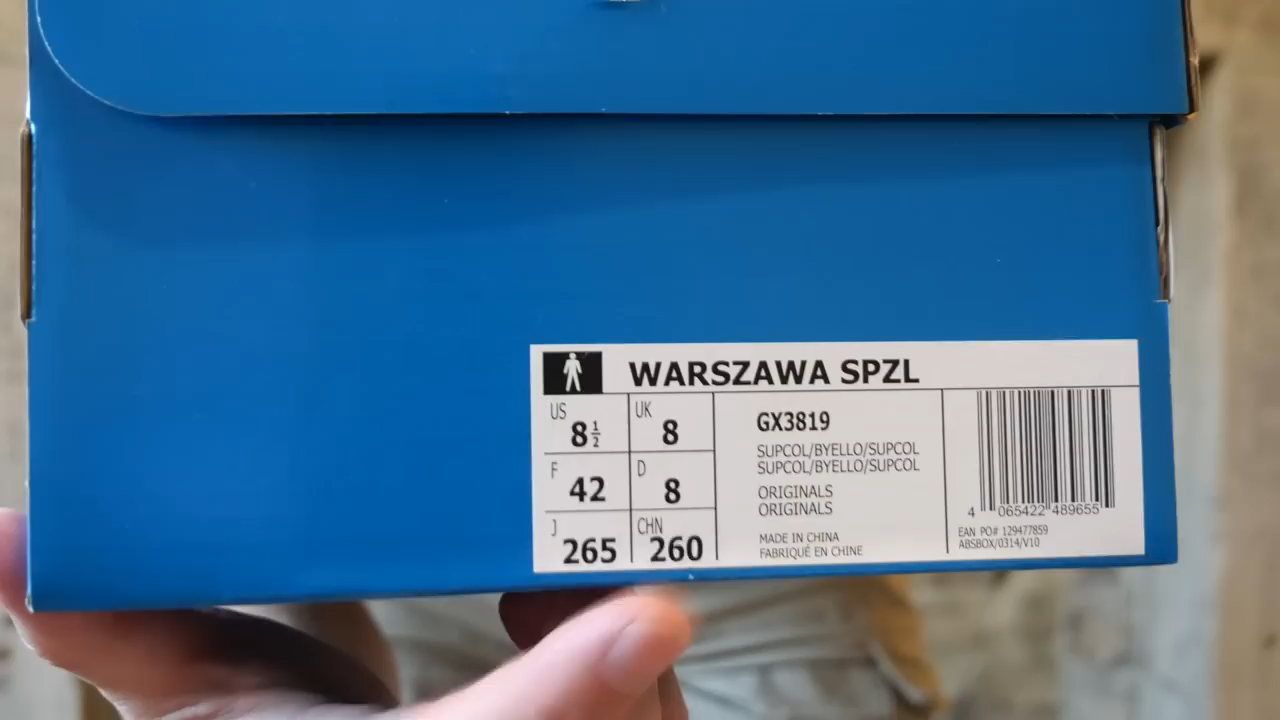 WARSZAWA SPZL
US 8½ UK 8
F 42 D 8
J 265 CHN 260
GX3819
SUPCOL/BYELLO/SUPCOL
SUPCOL/BYELLO/SUPCOL
ORIGINALS
ORIGINALS
MADE IN CHINA
FABRIQUÉ EN CHINE
4 065422 489655
EAN PO# 129477859
ABSBOX/0314/V10